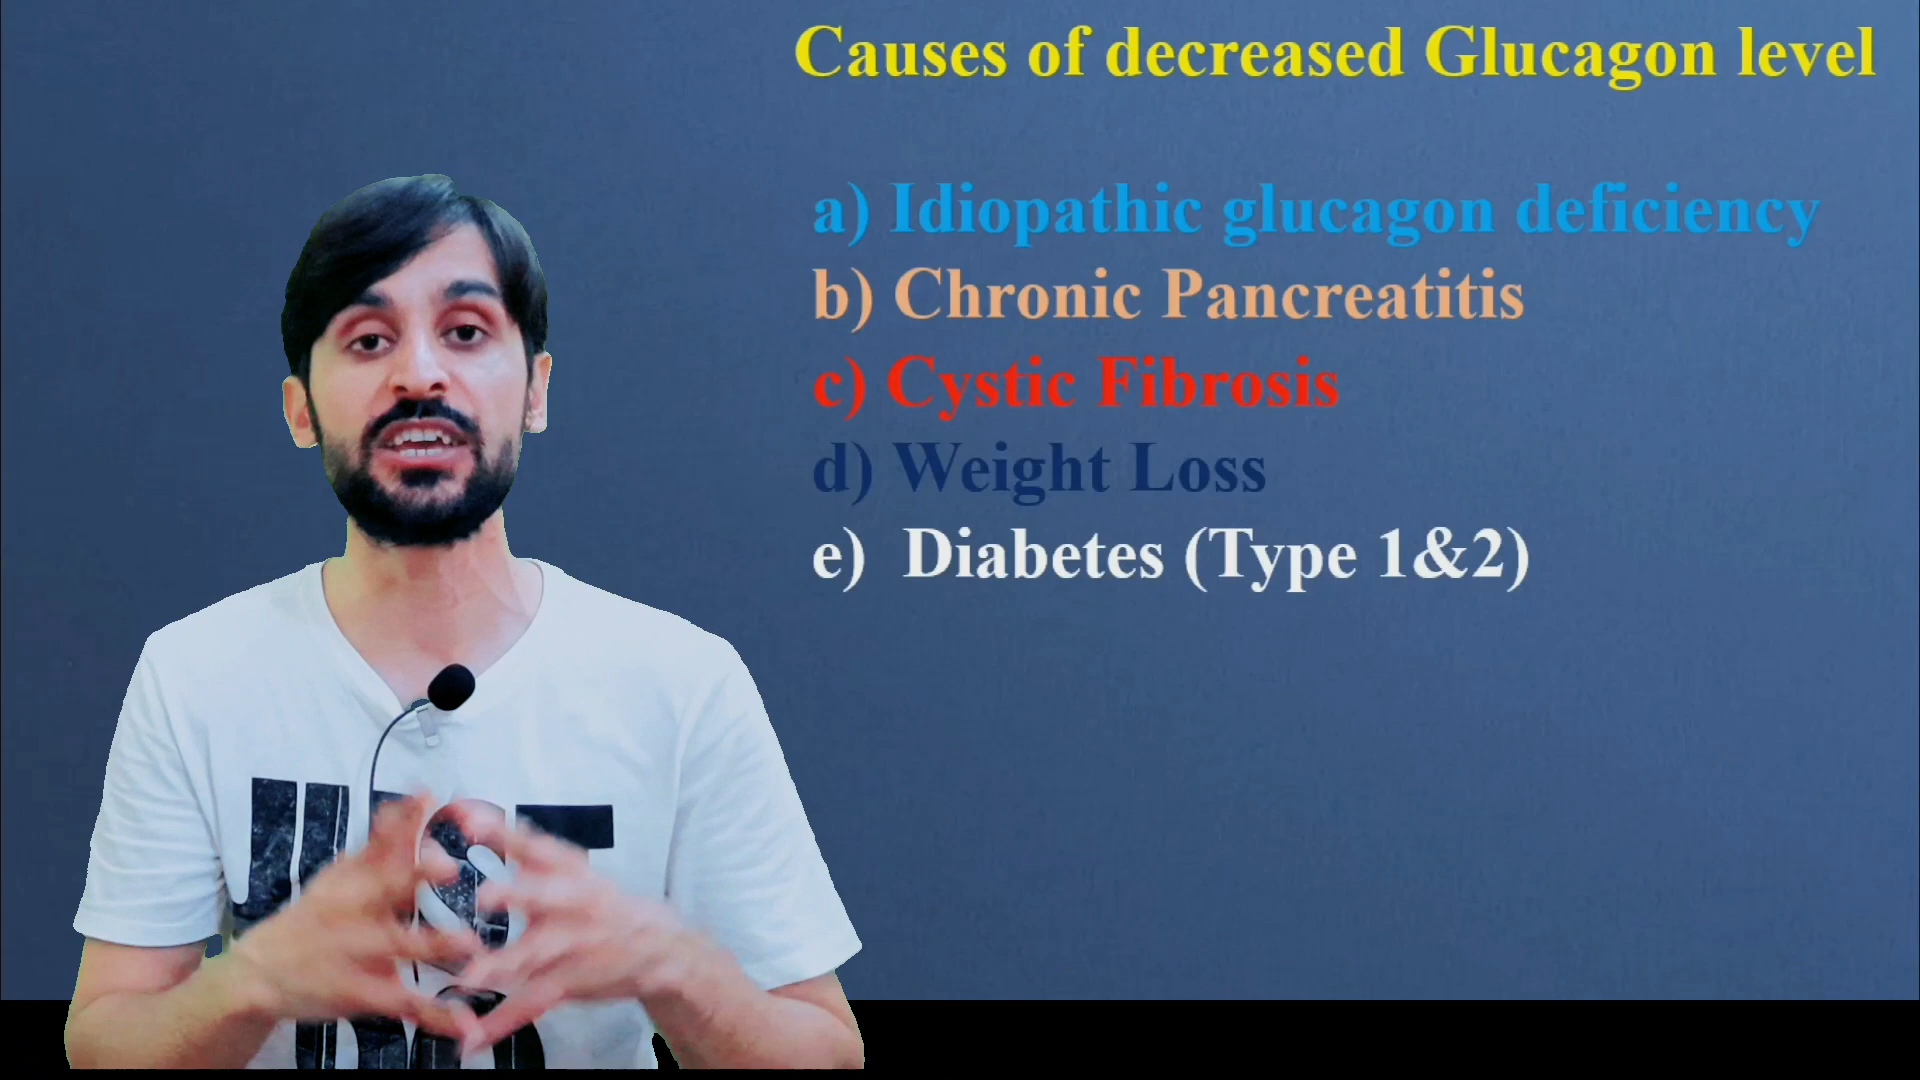 Causes of decreased Glucagon level
a) Idiopathic glucagon deficiency
b) Chronic Pancreatitis
c) Cystic Fibrosis
d) Weight Loss
e) Diabetes (Type 1&2)